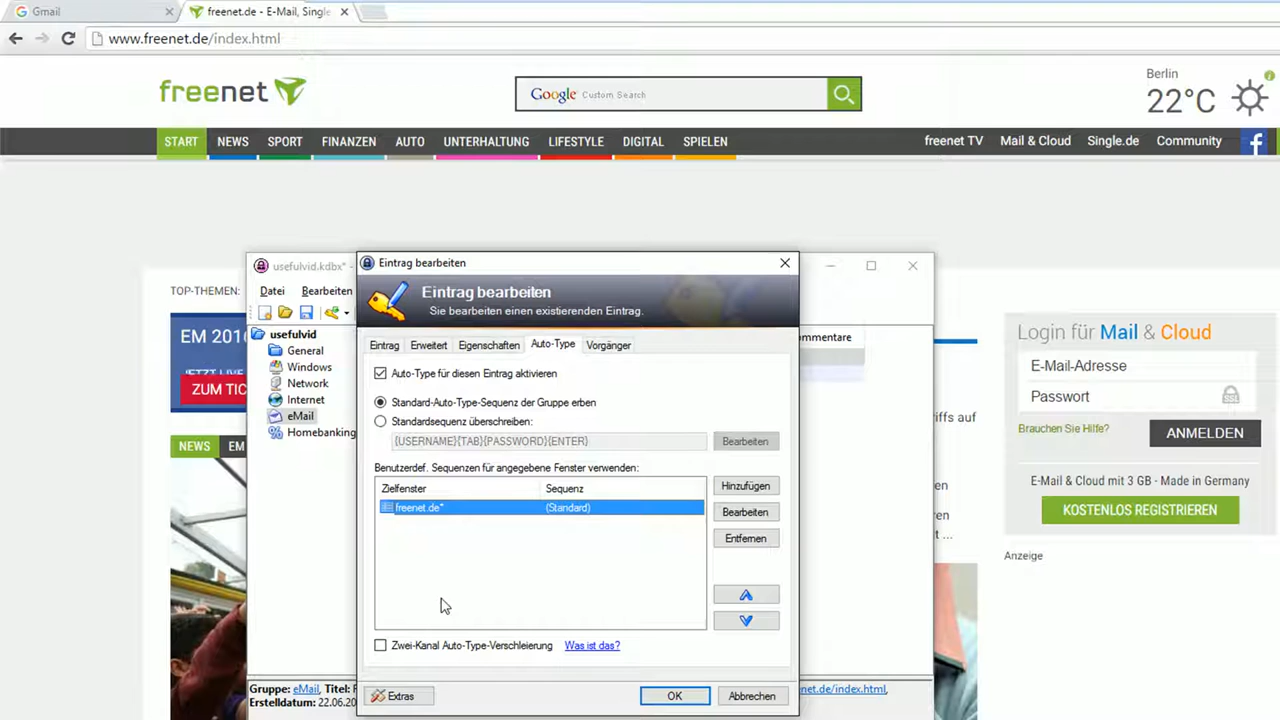 Gmail
freenet.de - E-Mail, Single
www.freenet.de/index.html
freenet
Google Custom Search
Berlin
22°C
START NEWS SPORT FINANZEN AUTO UNTERHALTUNG LIFESTYLE DIGITAL SPIELEN freenet TV Mail & Cloud Single.de Community
TOP-THEMEN:
EM 2016
JETZT LIVE
ZUM TIC
NEWS EM
usefulvid.kdbx*
Datei Bearbeiten
usefulvid
General
Windows
Network
Internet
eMail
Homebanking
Eintrag bearbeiten
Eintrag bearbeiten
Sie bearbeiten einen existierenden Eintrag.
Eintrag Erweitert Eigenschaften Auto-Type Vorgänger
Auto-Type für diesen Eintrag aktivieren
Standard-Auto-Type-Sequenz der Gruppe erben
Standardsequenz überschreiben:
{USERNAME}{TAB}{PASSWORD}{ENTER} Bearbeiten
Benutzerdef. Sequenzen für angegebene Fenster verwenden:
Zielfenster Sequenz
freenet.de* (Standard)
Hinzufügen
Bearbeiten
Entfernen
Zwei-Kanal Auto-Type-Verschleierung Was ist das?
Extras OK Abbrechen
Gruppe: eMail, Titel:
Erstelldatum: 22.06.20
net.de/index.html,
Login für Mail & Cloud
E-Mail-Adresse
Passwort
Brauchen Sie Hilfe? ANMELDEN
E-Mail & Cloud mit 3 GB - Made in Germany
KOSTENLOS REGISTRIEREN
Anzeige